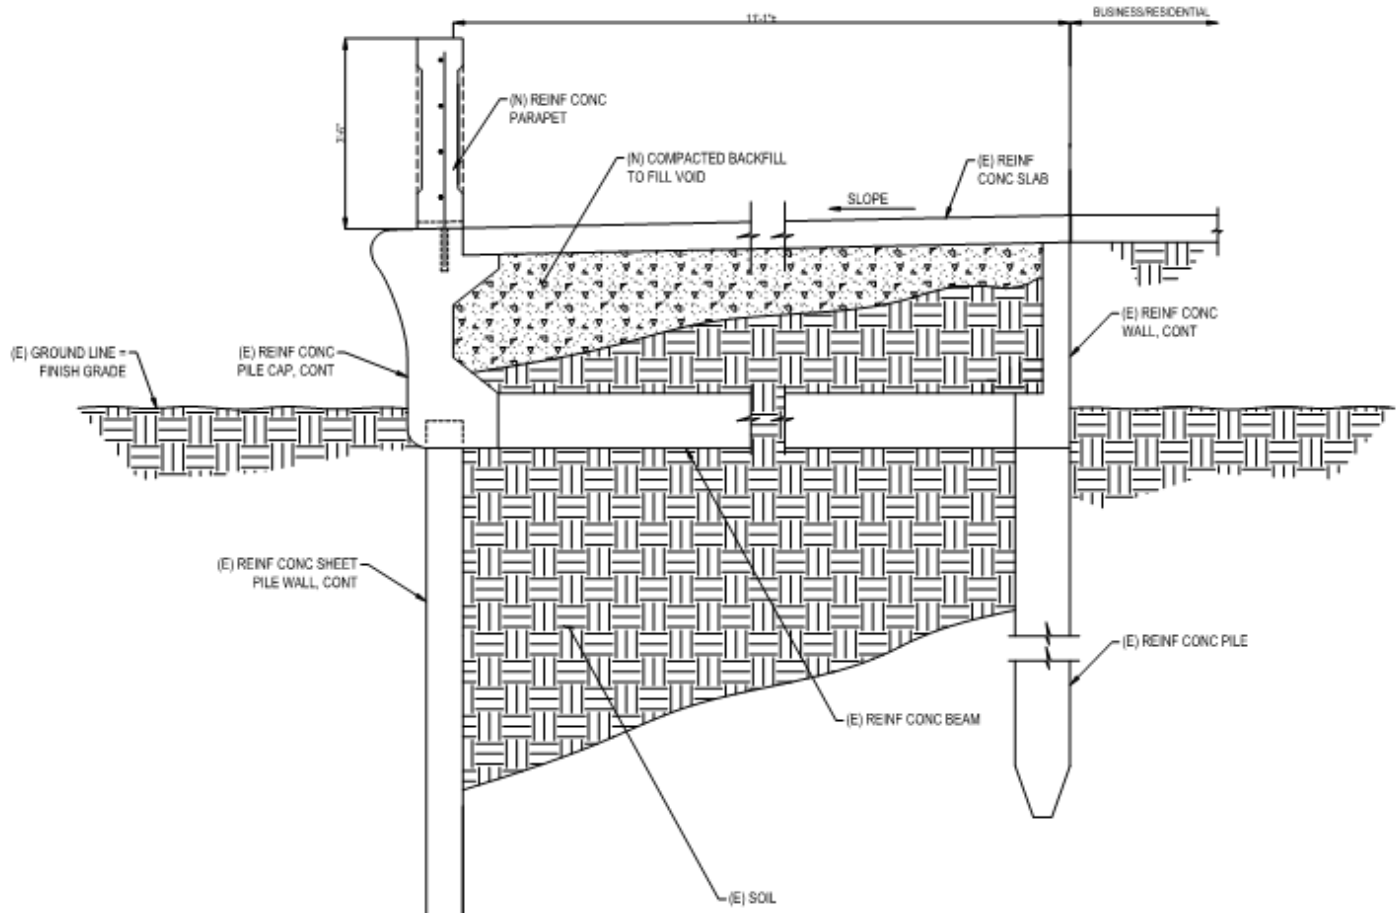 BUSINESS/RESIDENTIAL
(N) REINF CONC
PARAPET
(N) COMPACTED BACKFILL
TO FILL VOID
(E) REINF
CONC SLAB
SLOPE
(E) REINF CONC
WALL, CONT
(E) GROUND LINE =
FINISH GRADE
(E) REINF CONC
PILE CAP, CONT
(E) REINF CONC SHEET
PILE WALL, CONT
(E) REINF CONC PILE
(E) REINF CONC BEAM
(E) SOIL